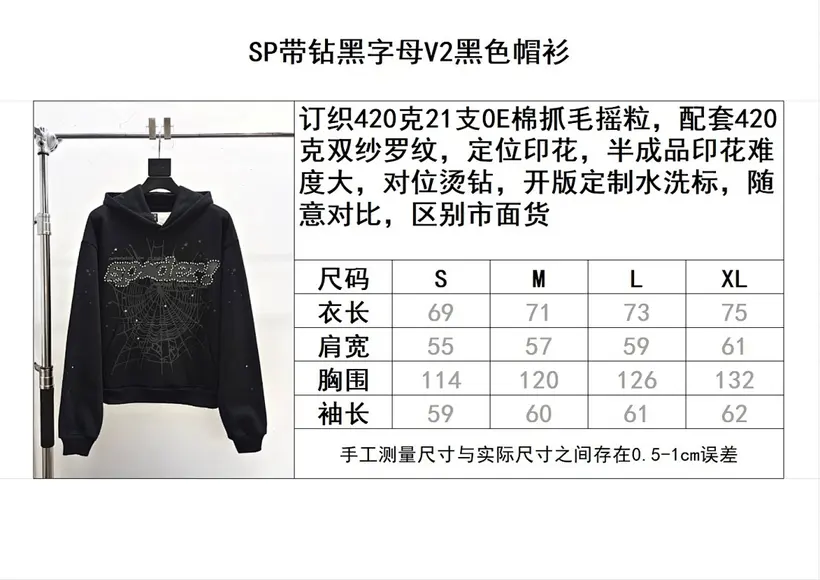 SP带钻黑字母V2黑色帽衫
订织420克21支OE棉抓毛摇粒，配套420
克双纱罗纹，定位印花，半成品印花难
度大，对位烫钻，开版定制水洗标，随
意对比，区别市面货
尺码 S M L XL
衣长 69 71 73 75
肩宽 55 57 59 61
胸围 114 120 126 132
袖长 59 60 61 62
手工测量尺寸与实际尺寸之间存在0.5-1cm误差
sp5der!